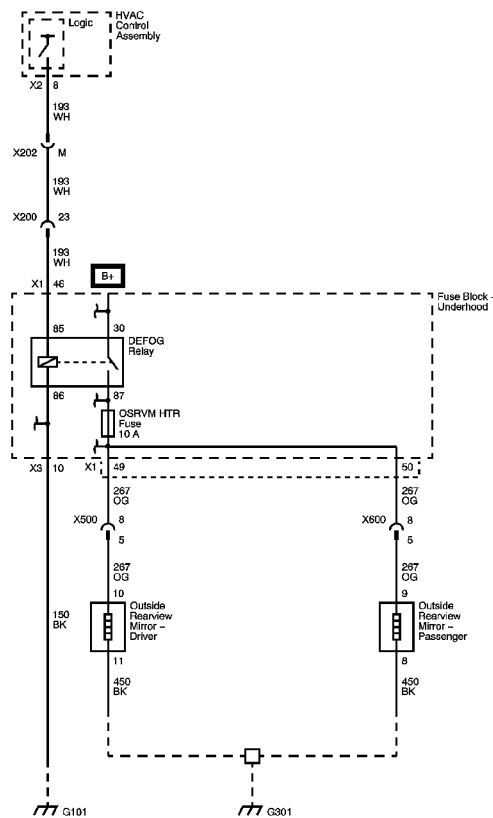 HVAC
Control
Assembly
Logic
X2 8
193
WH
X202 M
193
WH
X200 23
193
WH
B+
X1 46
Fuse Block -
Underhood
85 30
DEFOG
Relay
86 87
OSRVM HTR
Fuse
10 A
X3 10 X1 49 50
267
OG
267
OG
X500 8
5
X600 8
5
267
OG
267
OG
10 9
150
BK
Outside
Rearview
Mirror –
Driver
Outside
Rearview
Mirror –
Passenger
11 8
450
BK
450
BK
G101 G301